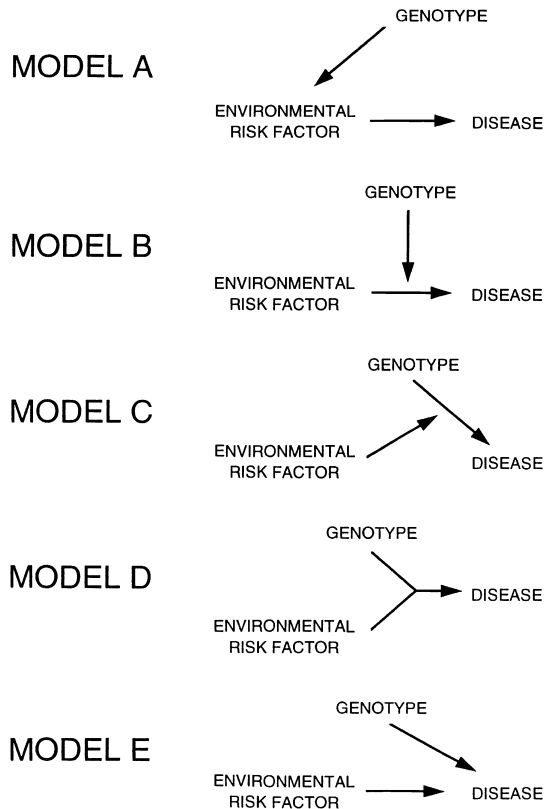 GENOTYPE
MODEL A
ENVIRONMENTAL
RISK FACTOR
DISEASE
GENOTYPE
MODEL B
ENVIRONMENTAL
RISK FACTOR
DISEASE
GENOTYPE
MODEL C
ENVIRONMENTAL
RISK FACTOR
DISEASE
GENOTYPE
MODEL D
DISEASE
ENVIRONMENTAL
RISK FACTOR
GENOTYPE
MODEL E
ENVIRONMENTAL
RISK FACTOR
DISEASE